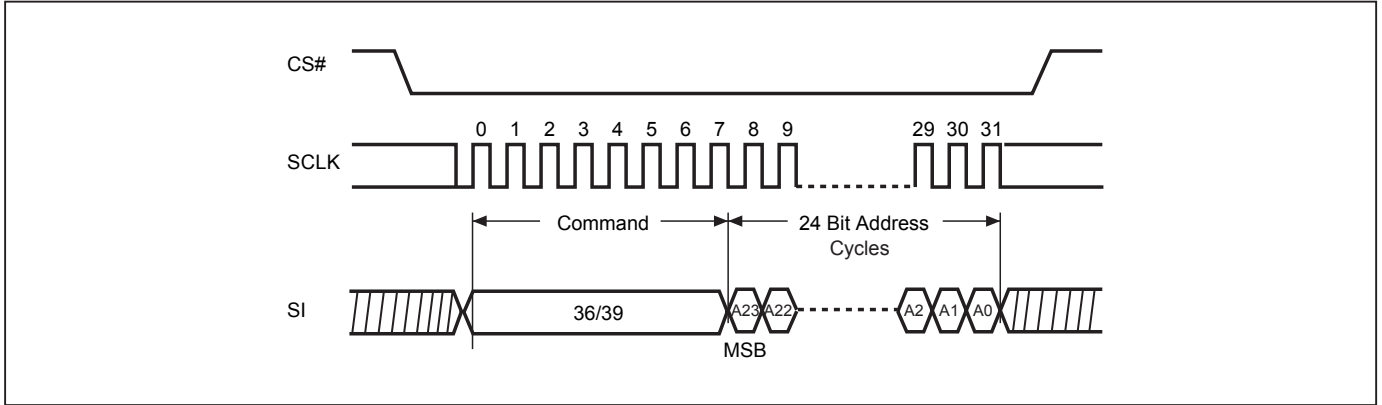 CS#
0 1 2 3 4 5 6 7 8 9 29 30 31
SCLK
Command 24 Bit Address
Cycles
SI 36/39 A23 A22 A2 A1 A0
MSB